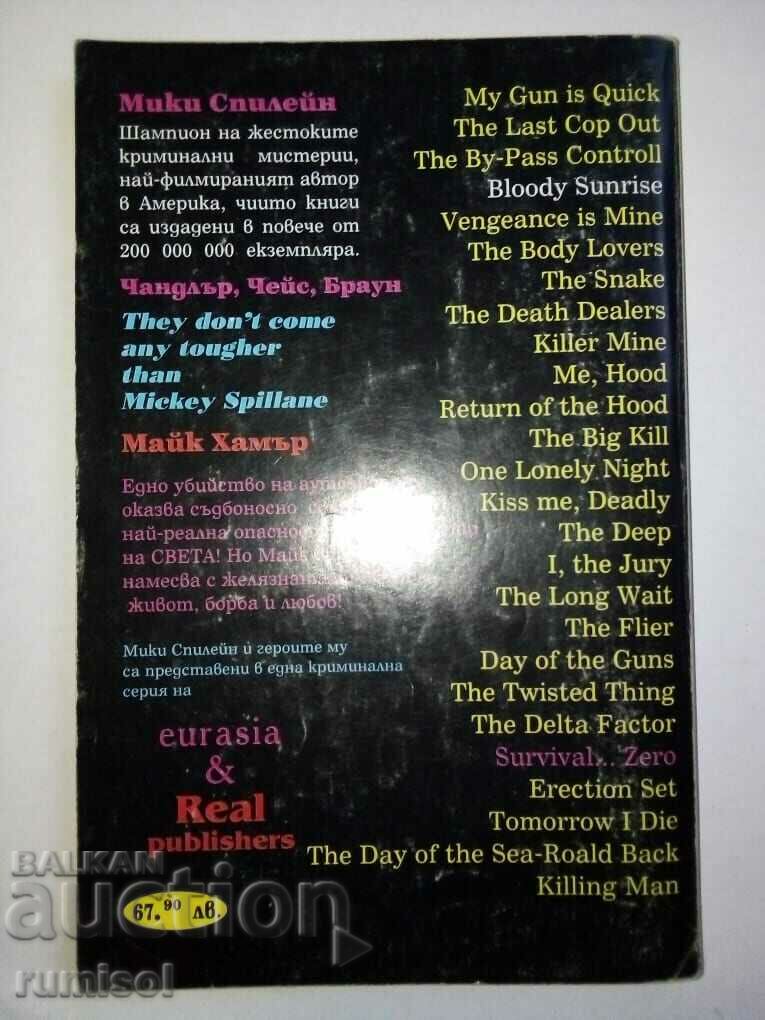 Мики Спилейн
Шампион на жестоките
криминални мистерии,
най-филмираният автор
в Америка, чиито книги
са издадени в повече от
200 000 000 екземпляра.
Чандлър, Чейс, Браун
They don't come
any tougher
than
Mickey Spillane
Майк Хамър
Едно убийство на
оказва съдбоносно
най-реална опасност
на СВЕТА! Но Майк
намесва с желязната
живот, борба и любов!
Мики Спилейн и героите му
са представени в една криминална
серия на
eurasia
&
Real
publishers
67.90 лв.
My Gun is Quick
The Last Cop Out
The By-Pass Controll
Bloody Sunrise
Vengeance is Mine
The Body Lovers
The Snake
The Death Dealers
Killer Mine
Me, Hood
Return of the Hood
The Big Kill
One Lonely Night
Kiss me, Deadly
The Deep
I, the Jury
The Long Wait
The Flier
Day of the Guns
The Twisted Thing
The Delta Factor
Survival... Zero
Erection Set
Tomorrow I Die
The Day of the Sea-Roald Back
Killing Man
BALKAN
auction
rumisol